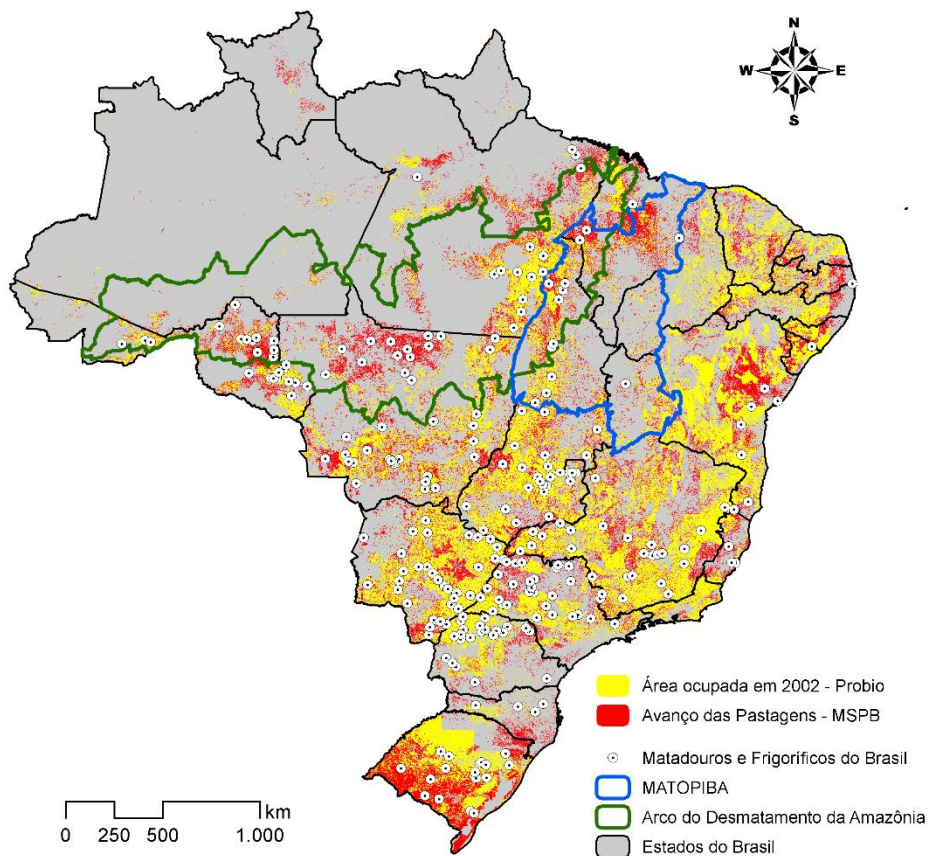 N
W E
S
Área ocupada em 2002 - Probio
Avanço das Pastagens - MSPB
Matadouros e Frigoríficos do Brasil
MATOPIBA
Arco do Desmatamento da Amazônia
Estados do Brasil
km
0 250 500 1.000